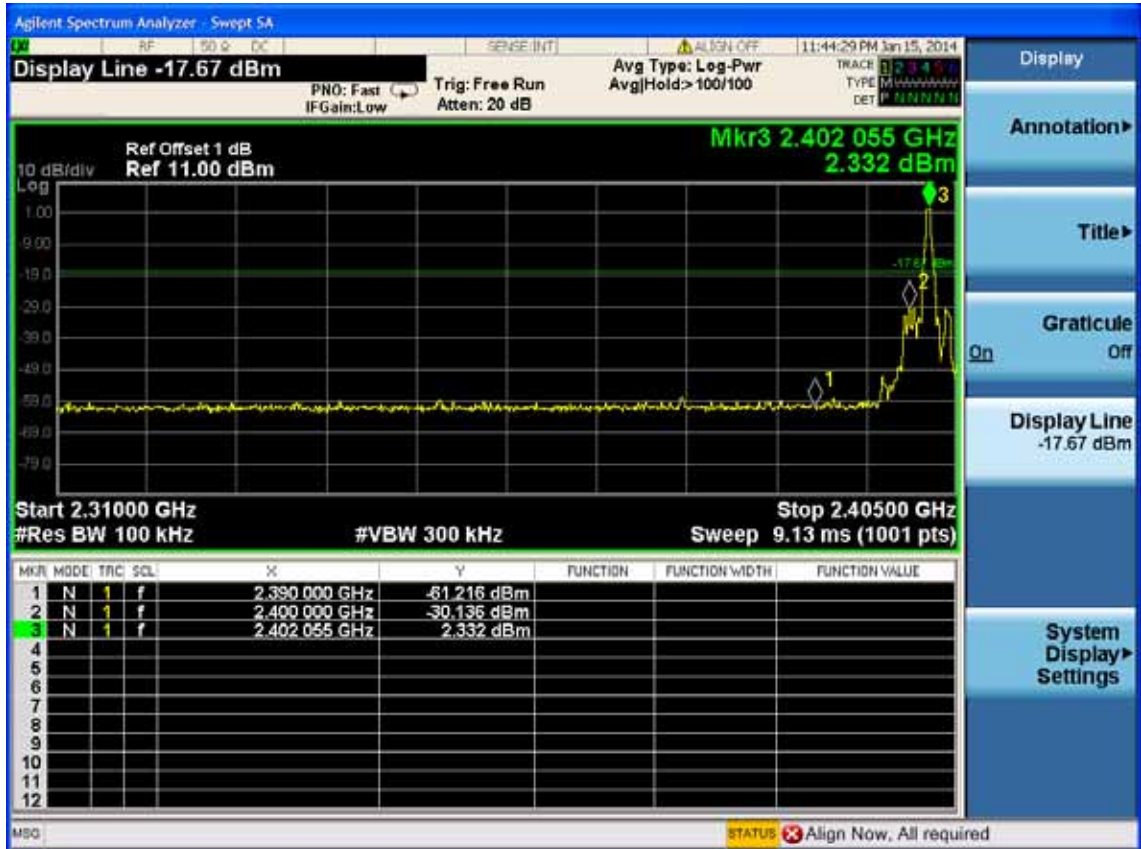 Agilent Spectrum Analyzer - Swept SA
RF 50 Ω DC SENSE:INT ALIGN OFF 11:44:29 PM Jan 15, 2014
Display Line -17.67 dBm
PNO: Fast
IFGain:Low
Trig: Free Run
Atten: 20 dB
Avg Type: Log-Pwr
Avg|Hold:>100/100
TRACE 1 2 3 4 5 6
TYPE M
DET P N N N N N
Mkr3 2.402 055 GHz
2.332 dBm
Ref Offset 1 dB
10 dB/div Ref 11.00 dBm
Log
1.00
-9.00
-19.0
-29.0
-39.0
-49.0
-59.0
-69.0
-79.0
-17.67 dBm
3
2
1
Start 2.31000 GHz Stop 2.40500 GHz
#Res BW 100 kHz #VBW 300 kHz Sweep 9.13 ms (1001 pts)
MKR MODE TRC SCL X Y FUNCTION FUNCTION WIDTH FUNCTION VALUE
1 N 1 f 2.390 000 GHz -61.216 dBm
2 N 1 f 2.400 000 GHz -30.136 dBm
3 N 1 f 2.402 055 GHz 2.332 dBm
4
5
6
7
8
9
10
11
12
MSG STATUS Align Now, All required
Display
Annotation
Title
Graticule
On Off
Display Line
-17.67 dBm
System
Display
Settings